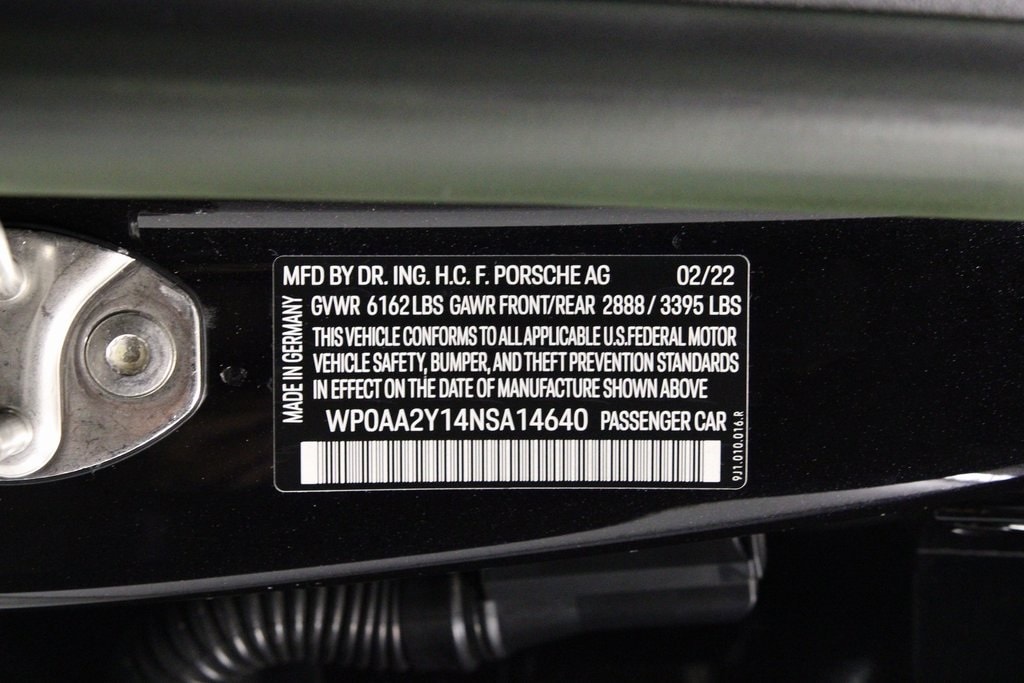 MFD BY DR. ING. H.C. F. PORSCHE AG 02/22
GVWR 6162 LBS GAWR FRONT/REAR 2888 / 3395 LBS
THIS VEHICLE CONFORMS TO ALL APPLICABLE U.S.FEDERAL MOTOR
VEHICLE SAFETY, BUMPER, AND THEFT PREVENTION STANDARDS
IN EFFECT ON THE DATE OF MANUFACTURE SHOWN ABOVE
WP0AA2Y14NSA14640 PASSENGER CAR
MADE IN GERMANY
9J1.010.016.R